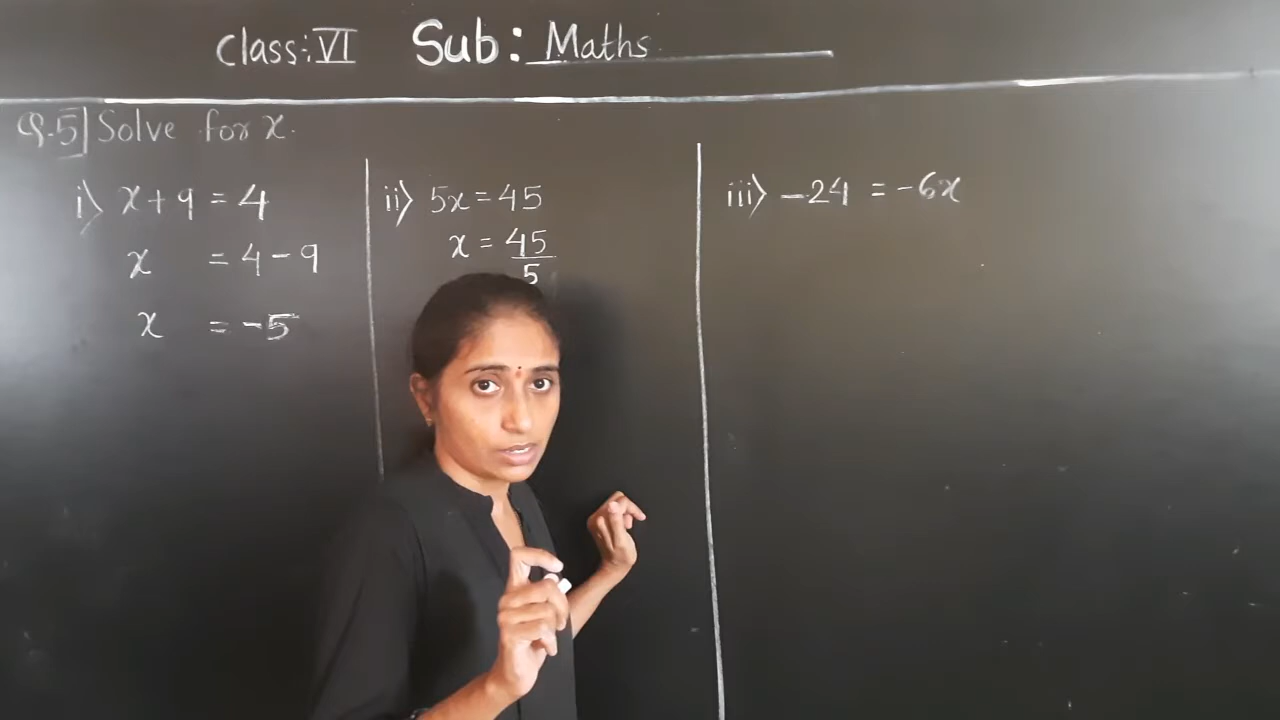 Class: VI Sub: Maths
Q.5] Solve for x.
i) x + 9 = 4
x = 4 - 9
x = -5
ii) 5x = 45
x = 45
5
iii) -24 = -6x